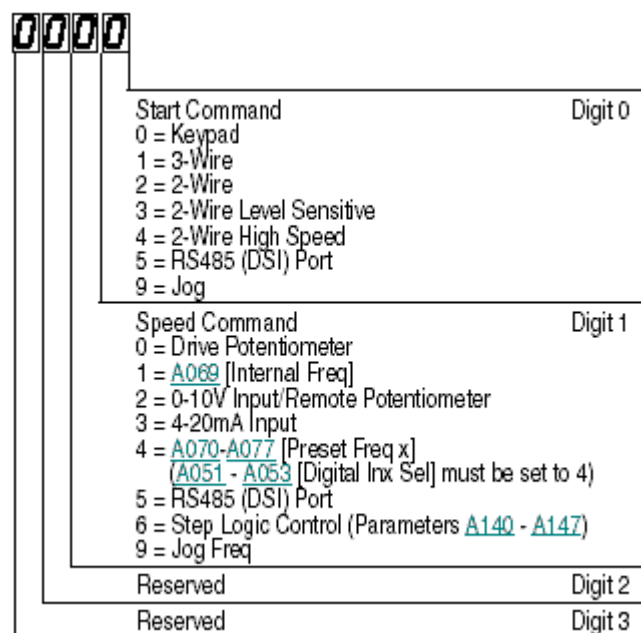 0000
Start Command Digit 0
0 = Keypad
1 = 3-Wire
2 = 2-Wire
3 = 2-Wire Level Sensitive
4 = 2-Wire High Speed
5 = RS485 (DSI) Port
9 = Jog
Speed Command Digit 1
0 = Drive Potentiometer
1 = A069 [Internal Freq]
2 = 0-10V Input/Remote Potentiometer
3 = 4-20mA Input
4 = A070-A077 [Preset Freq x]
(A051 - A053 [Digital Inx Sel] must be set to 4)
5 = RS485 (DSI) Port
6 = Step Logic Control (Parameters A140 - A147)
9 = Jog Freq
Reserved Digit 2
Reserved Digit 3